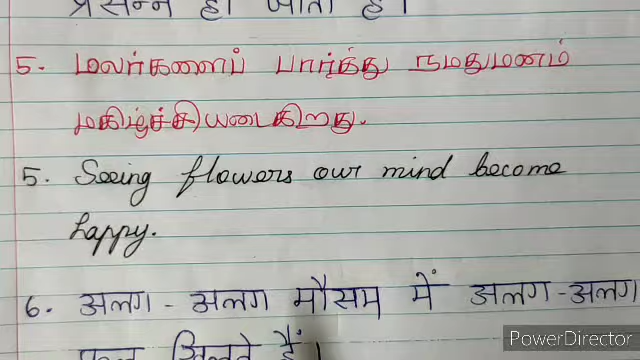 प्रसन्न हो जाता है।
5. மலர்களைப் பார்த்து நமதுமனம்
மகிழ்ச்சியடைகிறது.
5. Seeing flowers our mind become
happy.
6. अलग - अलग मौसम में अलग-अलग
फूल खिलते हैं।
PowerDirector